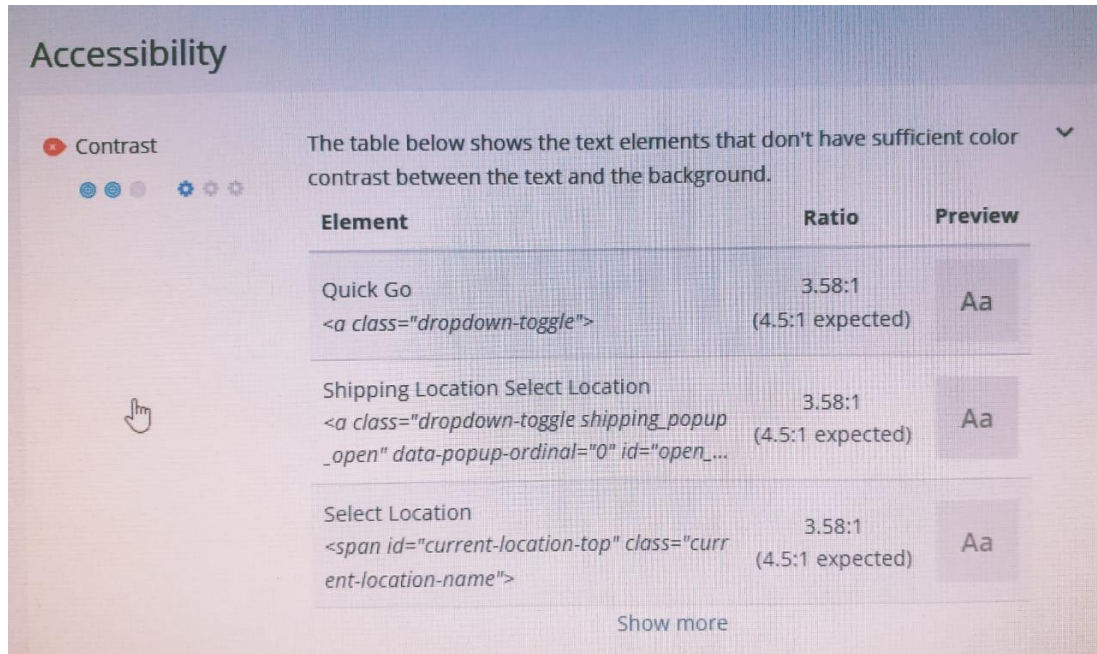 Accessibility
Contrast
The table below shows the text elements that don't have sufficient color
contrast between the text and the background.
Element Ratio Preview
Quick Go
<a class="dropdown-toggle">
3.58:1
(4.5:1 expected)
Aa
Shipping Location Select Location
<a class="dropdown-toggle shipping_popup
_open" data-popup-ordinal="0" id="open_...
3.58:1
(4.5:1 expected)
Aa
Select Location
<span id="current-location-top" class="curr
ent-location-name">
3.58:1
(4.5:1 expected)
Aa
Show more